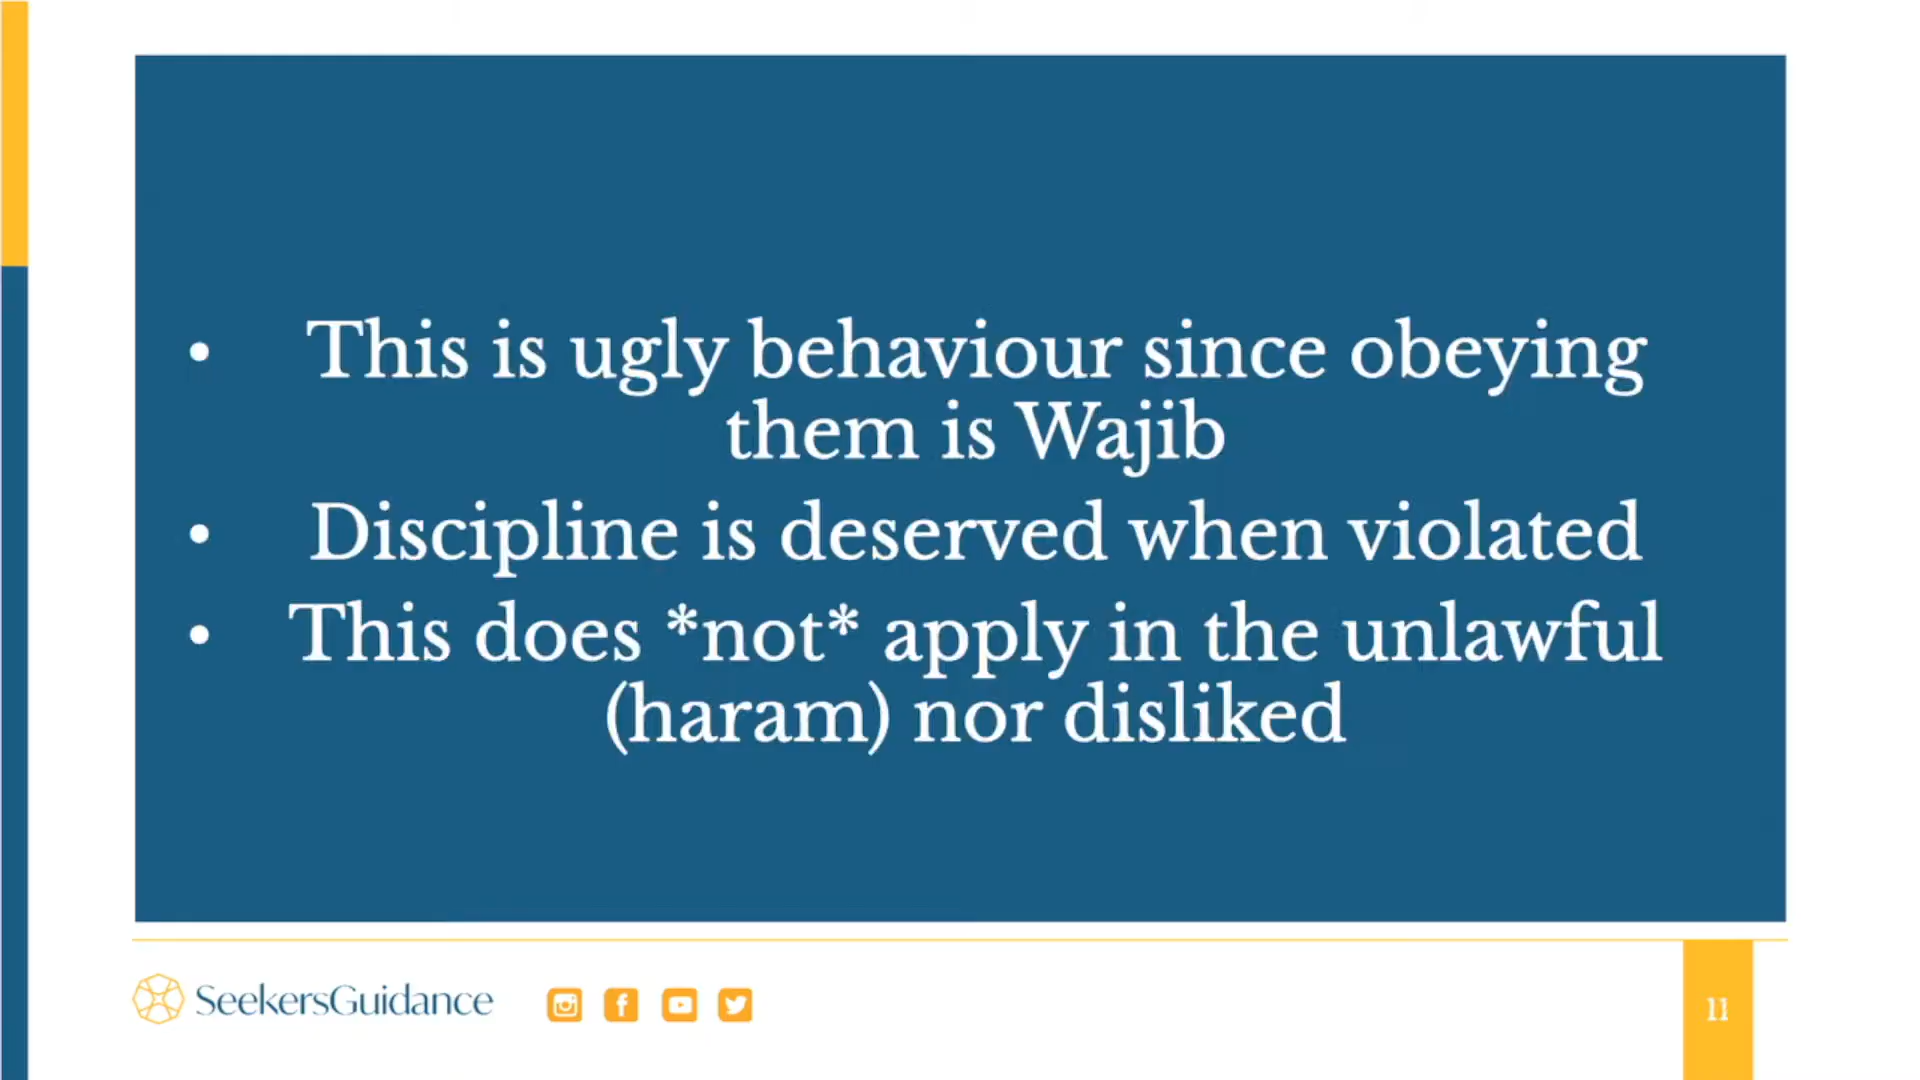 • This is ugly behaviour since obeying
them is Wajib
• Discipline is deserved when violated
• This does *not* apply in the unlawful
(haram) nor disliked
SeekersGuidance
11